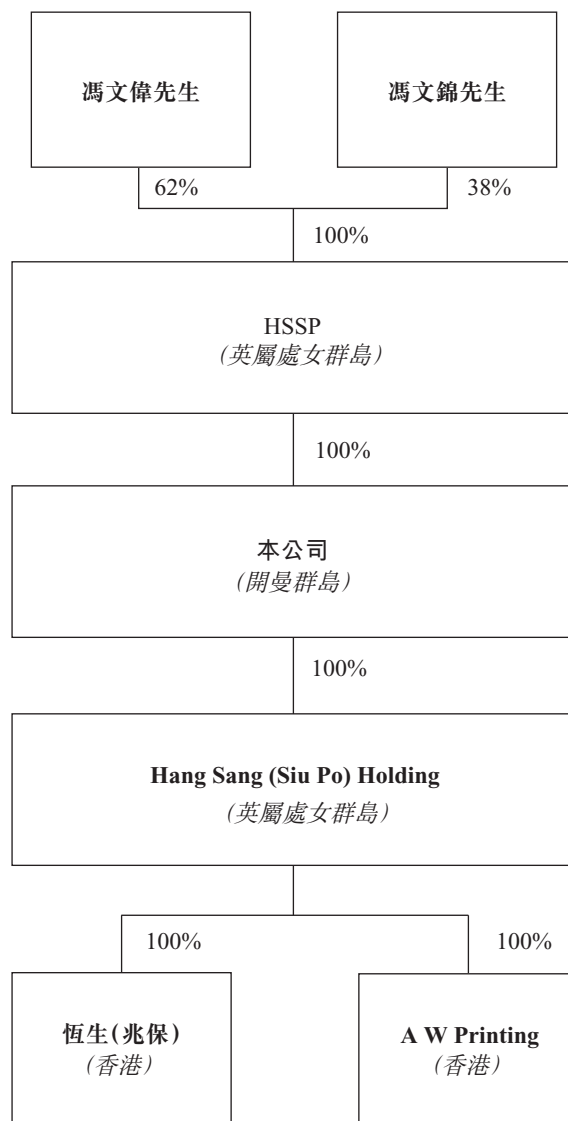 馮文偉先生
馮文錦先生
62%
38%
100%
HSSP
(英屬處女群島)
100%
本公司
(開曼群島)
100%
Hang Sang (Siu Po) Holding
(英屬處女群島)
100%
100%
恆生(兆保)
(香港)
A W Printing
(香港)